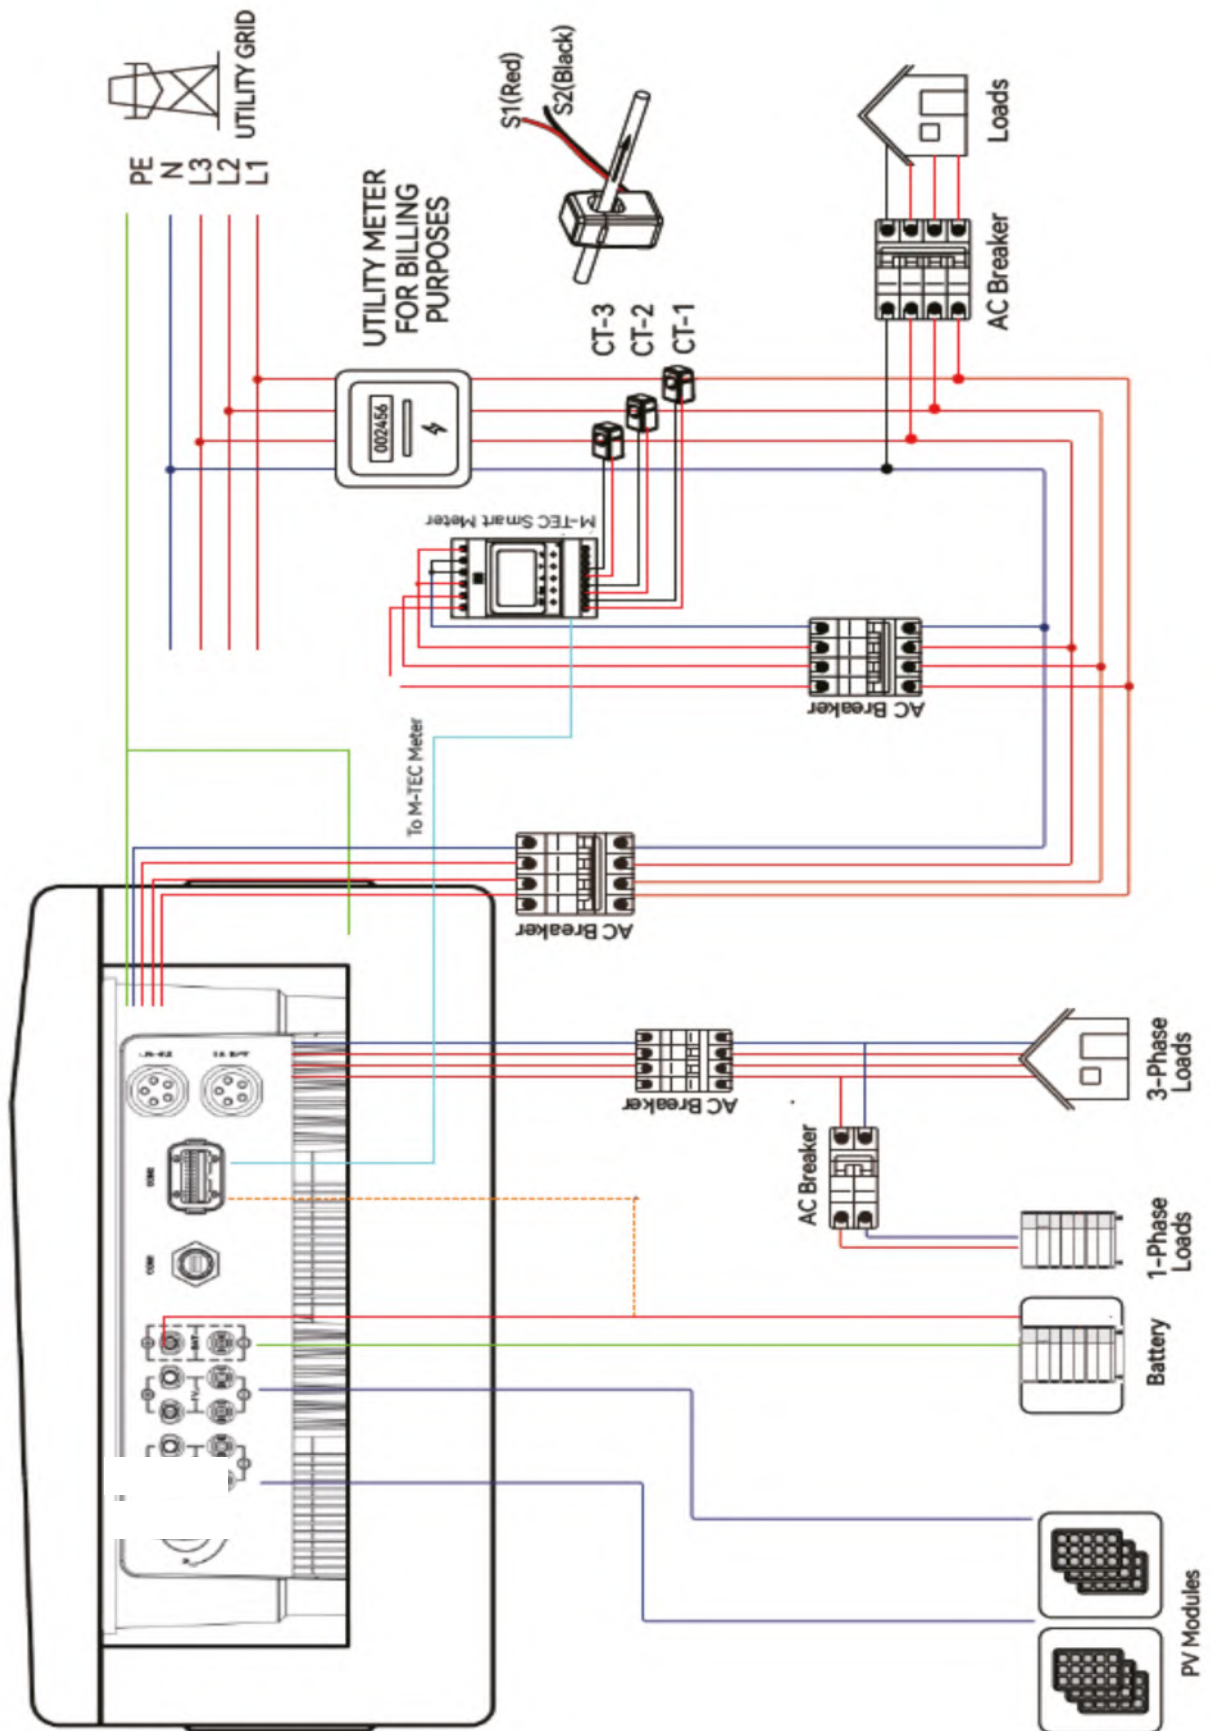 UTILITY GRID
PE
N
L3
L2
L1
UTILITY METER
FOR BILLING
PURPOSES
002456
S1(Red)
S2(Black)
CT-3
CT-2
CT-1
Loads
AC Breaker
M-TEC Smart Meter
AC Breaker
To M-TEC Meter
AC Breaker
AC Breaker
3-Phase
Loads
AC Breaker
1-Phase
Loads
Battery
PV Modules